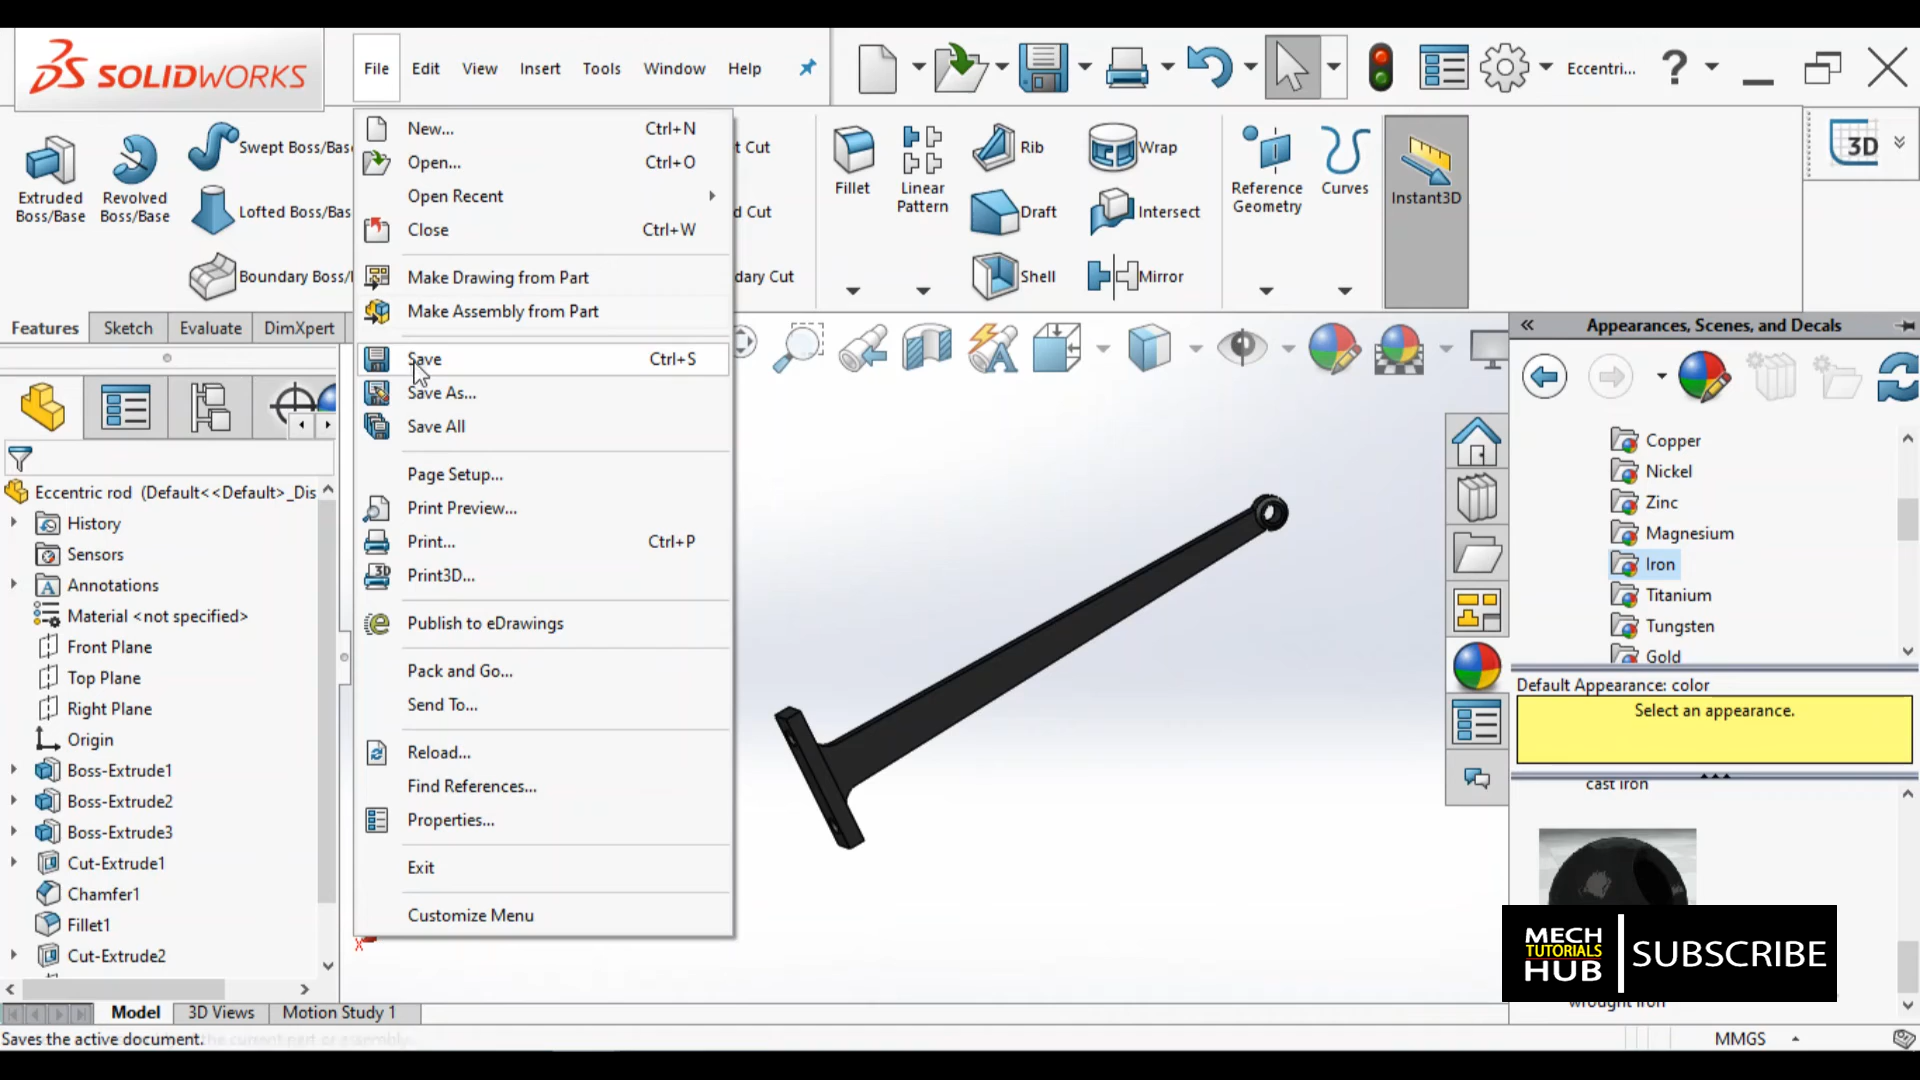 SOLIDWORKS
File Edit View Insert Tools Window Help
Eccentri... ?
Extruded Boss/Base
Revolved Boss/Base
Swept Boss/Bas
Lofted Boss/Bas
Boundary Boss/
t Cut
d Cut
dary Cut
Fillet
Linear Pattern
Rib
Draft
Shell
Wrap
Intersect
Mirror
Reference Geometry
Curves
Instant3D
3D
New... Ctrl+N
Open... Ctrl+O
Open Recent
Close Ctrl+W
Make Drawing from Part
Make Assembly from Part
Save Ctrl+S
Save As...
Save All
Page Setup...
Print Preview...
Print... Ctrl+P
Print3D...
Publish to eDrawings
Pack and Go...
Send To...
Reload...
Find References...
Properties...
Exit
Customize Menu
Features Sketch Evaluate DimXpert
Eccentric rod (Default<<Default>_Dis
History
Sensors
Annotations
Material <not specified>
Front Plane
Top Plane
Right Plane
Origin
Boss-Extrude1
Boss-Extrude2
Boss-Extrude3
Cut-Extrude1
Chamfer1
Fillet1
Cut-Extrude2
Appearances, Scenes, and Decals
Copper
Nickel
Zinc
Magnesium
Iron
Titanium
Tungsten
Gold
Default Appearance: color
Select an appearance.
cast iron
wrought iron
MECH TUTORIALS HUB
SUBSCRIBE
X
Model 3D Views Motion Study 1
Saves the active document.
MMGS